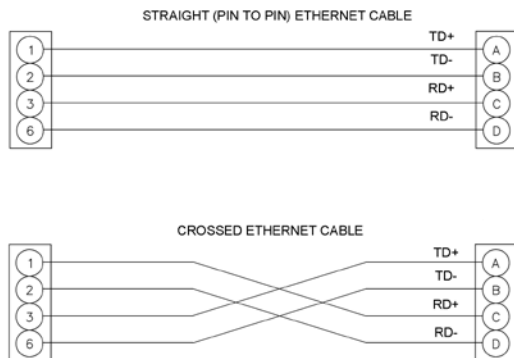 STRAIGHT (PIN TO PIN) ETHERNET CABLE
1 TD+ A
2 TD- B
3 RD+ C
6 RD- D
CROSSED ETHERNET CABLE
1 TD+ A
2 TD- B
3 RD+ C
6 RD- D